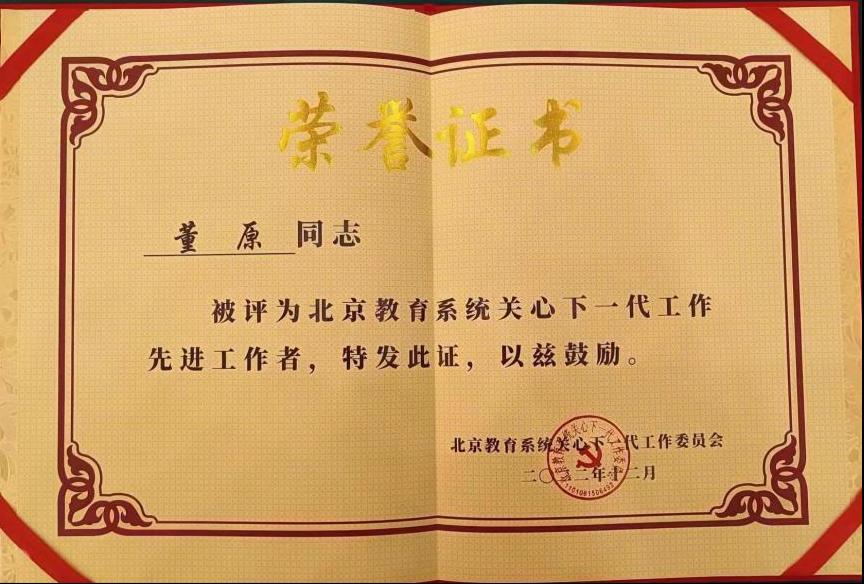 荣誉证书
董原同志
被评为北京教育系统关心下一代工作
先进工作者，特发此证，以兹鼓励。
北京教育系统关心下一代工作委员会
二〇二二年十二月